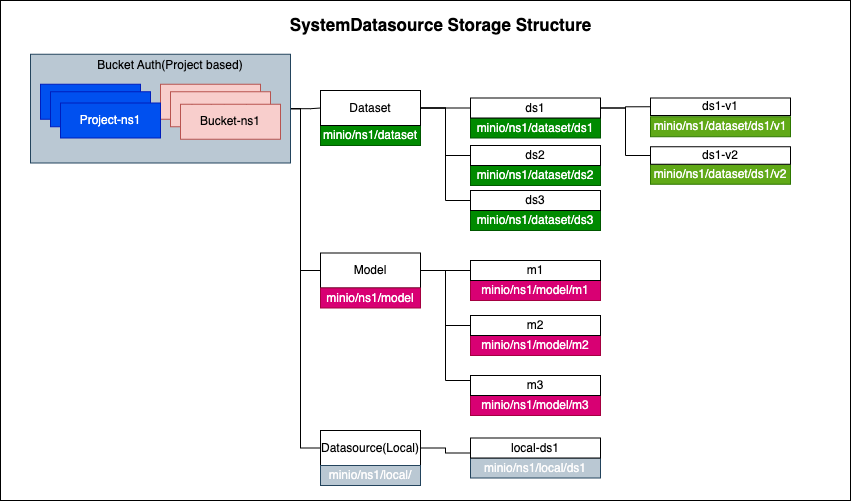 SystemDatasource Storage Structure
Bucket Auth(Project based)
Project-ns1
Bucket-ns1
Dataset
minio/ns1/dataset
ds1
minio/ns1/dataset/ds1
ds1-v1
minio/ns1/dataset/ds1/v1
ds1-v2
minio/ns1/dataset/ds1/v2
ds2
minio/ns1/dataset/ds2
ds3
minio/ns1/dataset/ds3
Model
minio/ns1/model
m1
minio/ns1/model/m1
m2
minio/ns1/model/m2
m3
minio/ns1/model/m3
Datasource(Local)
minio/ns1/local/
local-ds1
minio/ns1/local/ds1